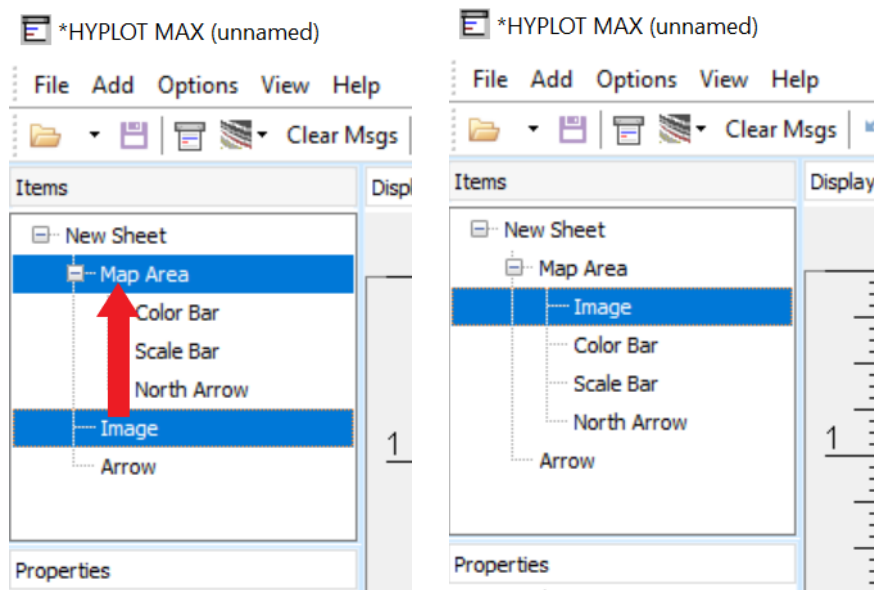 *HYPLOT MAX (unnamed)
File Add Options View Help
Clear Msgs
Items
Displ
New Sheet
Map Area
Color Bar
Scale Bar
North Arrow
Image
Arrow
1
Properties
*HYPLOT MAX (unnamed)
File Add Options View Help
Clear Msgs
Items
Display
New Sheet
Map Area
Image
Color Bar
Scale Bar
North Arrow
Arrow
1
Properties